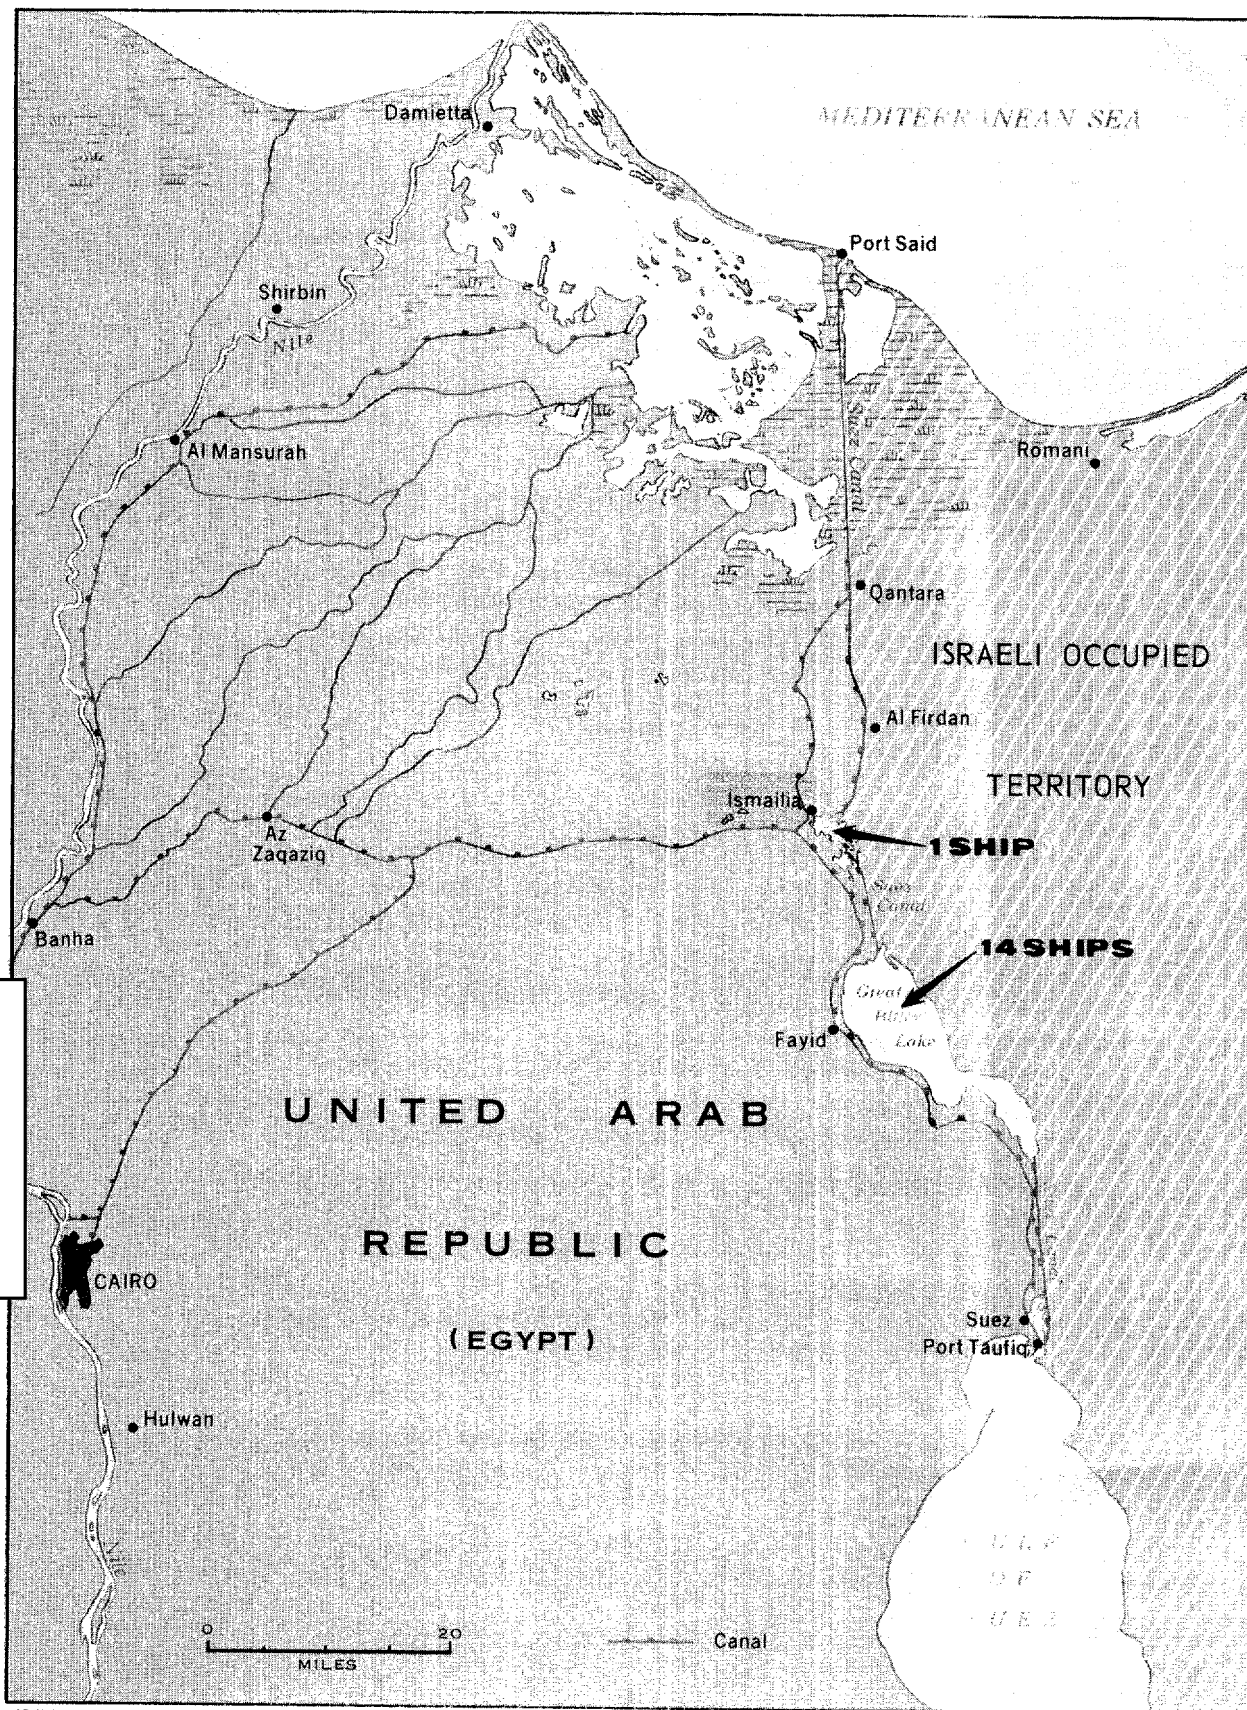 MEDITERRANEAN SEA
Damietta
Port Said
Shirbin
Nile
Suez Canal
Al Mansurah
Romani
Qantara
ISRAELI OCCUPIED
Al Firdan
TERRITORY
Ismailia
Az
Zaqaziq
1 SHIP
Suez
Canal
Banha
14 SHIPS
Great
Bitter
Lake
Fayid
UNITED ARAB
REPUBLIC
CAIRO
(EGYPT)
Suez
Port Taufiq
Hulwan
Nile
0 20
MILES
Canal